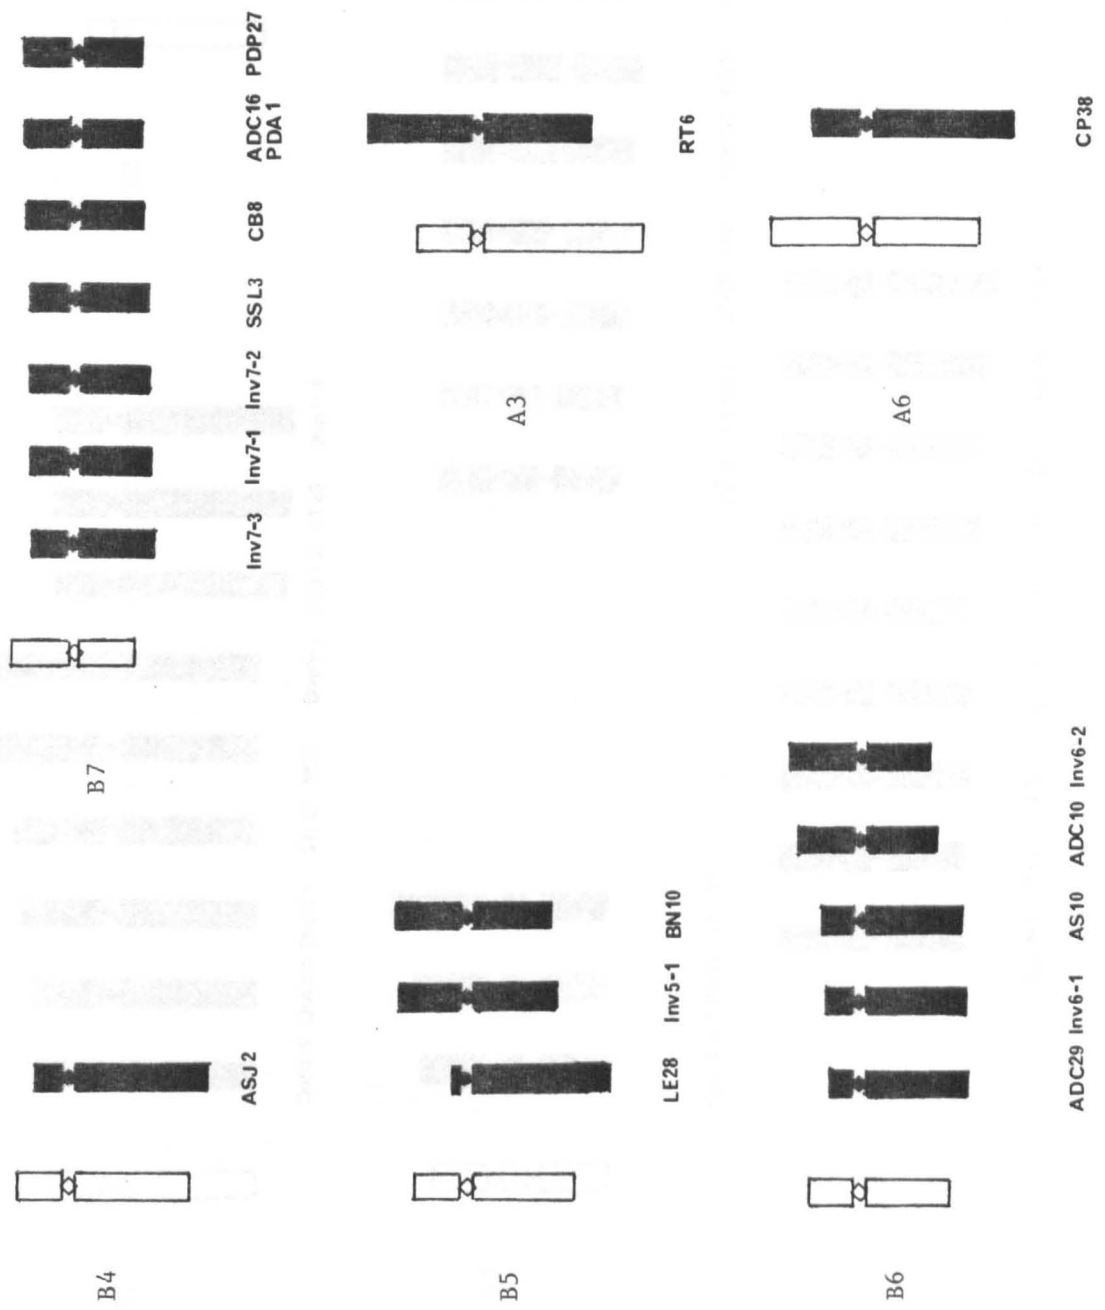 B4 B7
ASJ2 Inv7-3 Inv7-1 Inv7-2 SSL3 CB8 ADC16 PDP27
PDA1
B5 A3
LE28 Inv5-1 BN10 RT6
B6 A6
ADC29 Inv6-1 AS10 ADC10 Inv6-2 CP38